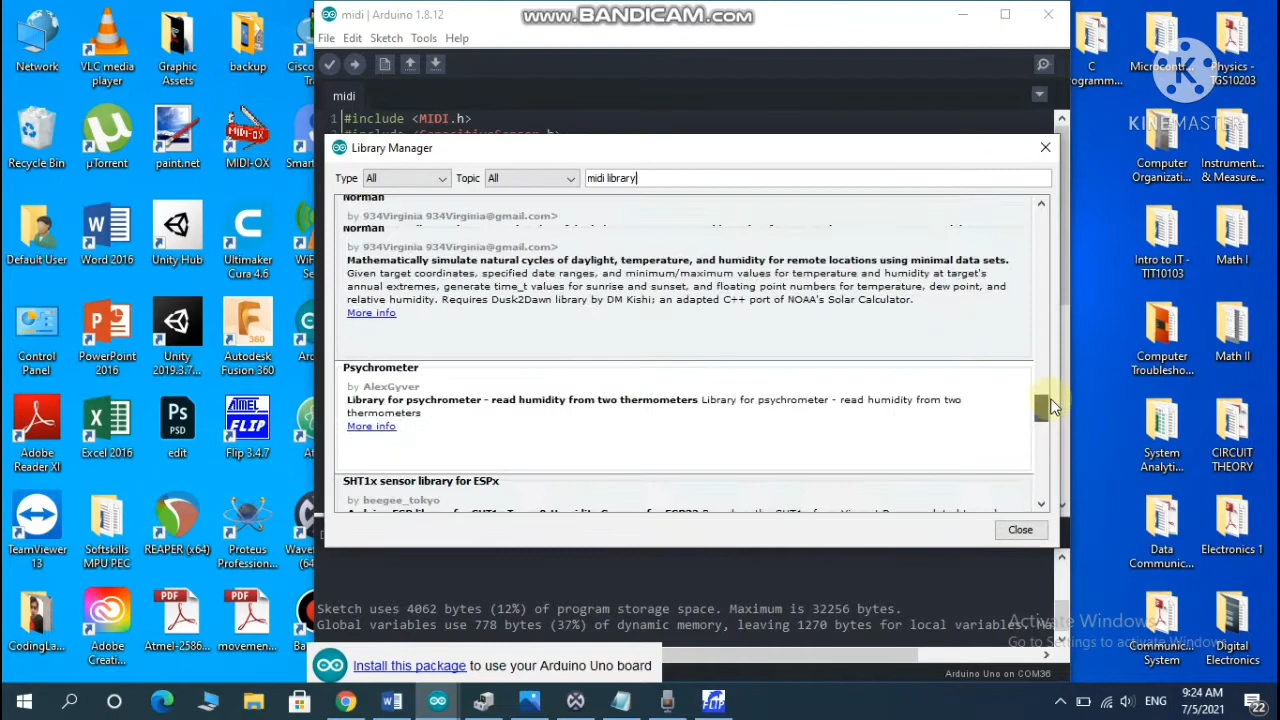 midi | Arduino 1.8.12
www.BANDICAM.com
File Edit Sketch Tools Help
midi
1 #include <MIDI.h>
Library Manager
Type All Topic All midi library
Norman
by 934Virginia 934Virginia@gmail.com>
Norman
by 934Virginia 934Virginia@gmail.com>
Mathematically simulate natural cycles of daylight, temperature, and humidity for remote locations using minimal data sets.
Given target coordinates, specified date ranges, and minimum/maximum values for temperature and humidity at target's
annual extremes, generate time_t values for sunrise and sunset, and floating point numbers for temperature, dew point, and
relative humidity. Requires Dusk2Dawn library by DM Kishi; an adapted C++ port of NOAA's Solar Calculator.
More info
Psychrometer
by AlexGyver
Library for psychrometer - read humidity from two thermometers Library for psychrometer - read humidity from two
thermometers
More info
SHT1x sensor library for ESPx
by beegee_tokyo
Close
Sketch uses 4062 bytes (12%) of program storage space. Maximum is 32256 bytes.
Global variables use 778 bytes (37%) of dynamic memory, leaving 1270 bytes for local variables.
Install this package to use your Arduino Uno board
Arduino Uno on COM36
Network
VLC media
player
Graphic
Assets
backup
Recycle Bin
µTorrent
paint.net
MIDI-OX
Default User
Word 2016
Unity Hub
Ultimaker
Cura 4.6
Control
Panel
PowerPoint
2016
Unity
2019.3.7...
Autodesk
Fusion 360
Adobe
Reader XI
Excel 2016
edit
Flip 3.4.7
TeamViewer
13
Softskills
MPU PEC
REAPER (x64)
Proteus
Profession...
CodingLa...
Adobe
Creati...
Atmel-2586...
movemen...
C
Programm...
Microcontr...
Physics -
TGS10203
KINEMASTER
Computer
Organizati...
Instrument...
& Measure...
Intro to IT -
TIT10103
Math I
Computer
Troublesho...
Math II
System
Analyti...
CIRCUIT
THEORY
Data
Communic...
Electronics 1
Communic...
System
Digital
Electronics
Activate Windows
Go to Settings to activate Windows.
ENG
9:24 AM
7/5/2021
22